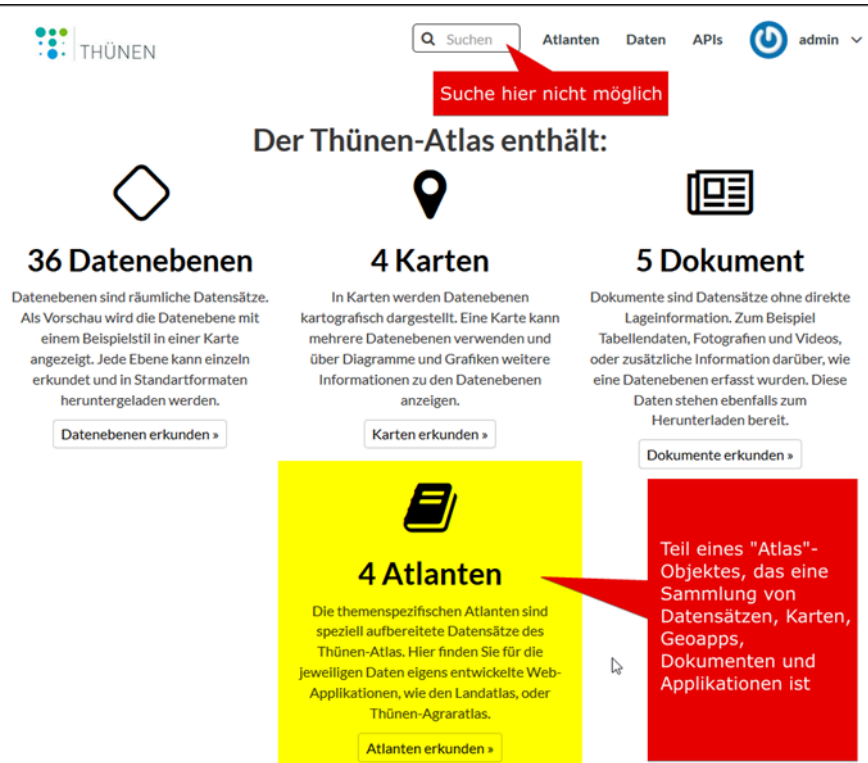 THÜNEN
Suchen
Atlanten
Daten
APIs
admin
Suche hier nicht möglich
Der Thünen-Atlas enthält:
36 Datenebenen
Datenebenen sind räumliche Datensätze.
Als Vorschau wird die Datenebene mit
einem Beispielstil in einer Karte
angezeigt. Jede Ebene kann einzeln
erkundet und in Standartformaten
heruntergeladen werden.
Datenebenen erkunden »
4 Karten
In Karten werden Datenebenen
kartografisch dargestellt. Eine Karte kann
mehrere Datenebenen verwenden und
über Diagramme und Grafiken weitere
Informationen zu den Datenebenen
anzeigen.
Karten erkunden »
5 Dokument
Dokumente sind Datensätze ohne direkte
Lageinformation. Zum Beispiel
Tabellendaten, Fotografien und Videos,
oder zusätzliche Information darüber, wie
eine Datenebenen erfasst wurden. Diese
Daten stehen ebenfalls zum
Herunterladen bereit.
Dokumente erkunden »
4 Atlanten
Die themenspezifischen Atlanten sind
speziell aufbereitete Datensätze des
Thünen-Atlas. Hier finden Sie für die
jeweiligen Daten eigens entwickelte Web-
Applikationen, wie den Landatlas, oder
Thünen-Agraratlas.
Atlanten erkunden »
Teil eines "Atlas"-
Objektes, das eine
Sammlung von
Datensätzen, Karten,
Geoapps,
Dokumenten und
Applikationen ist